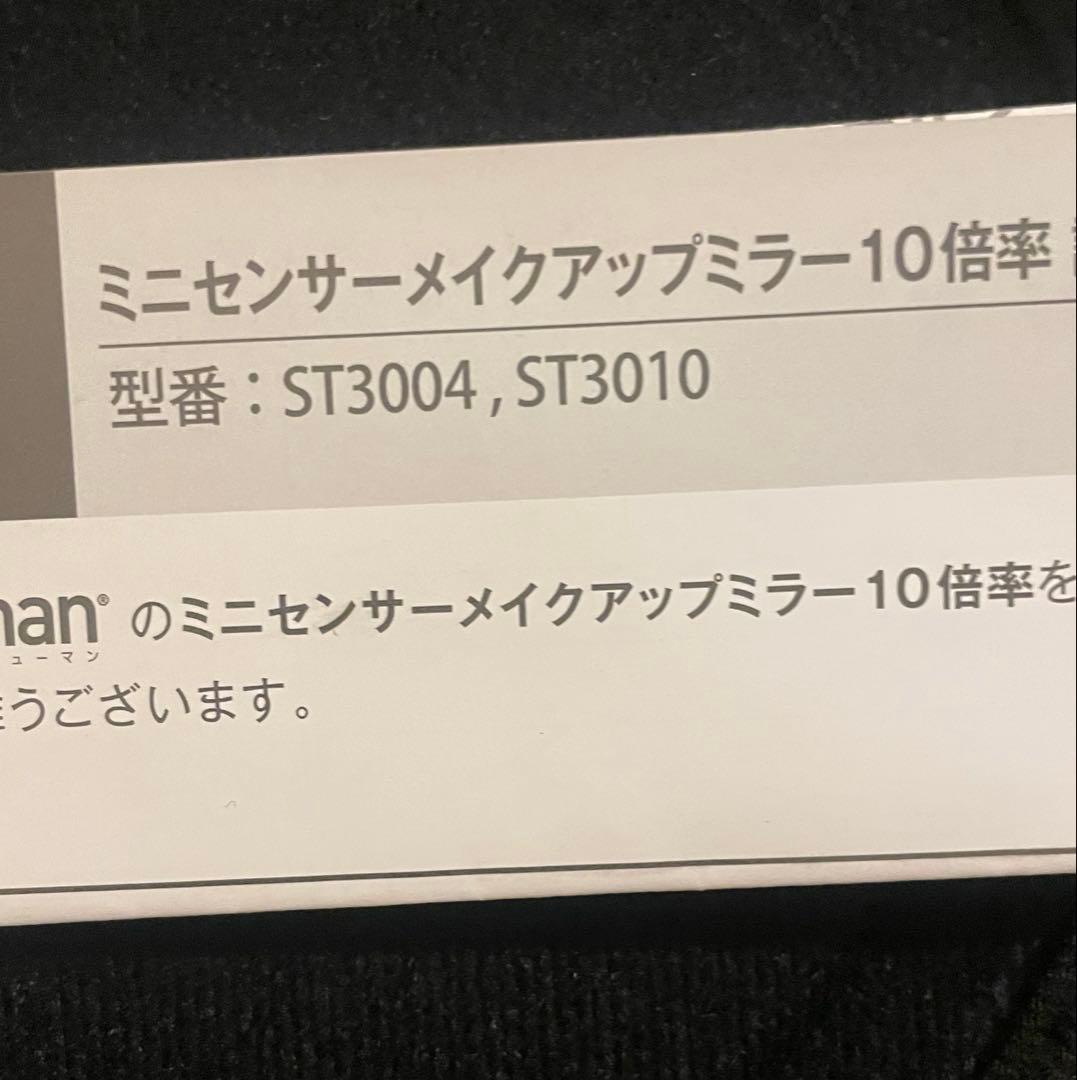 ミニセンサーメイクアップミラー10倍率
型番：ST3004 , ST3010
man® のミニセンサーメイクアップミラー10倍率を
ューマン
うございます。